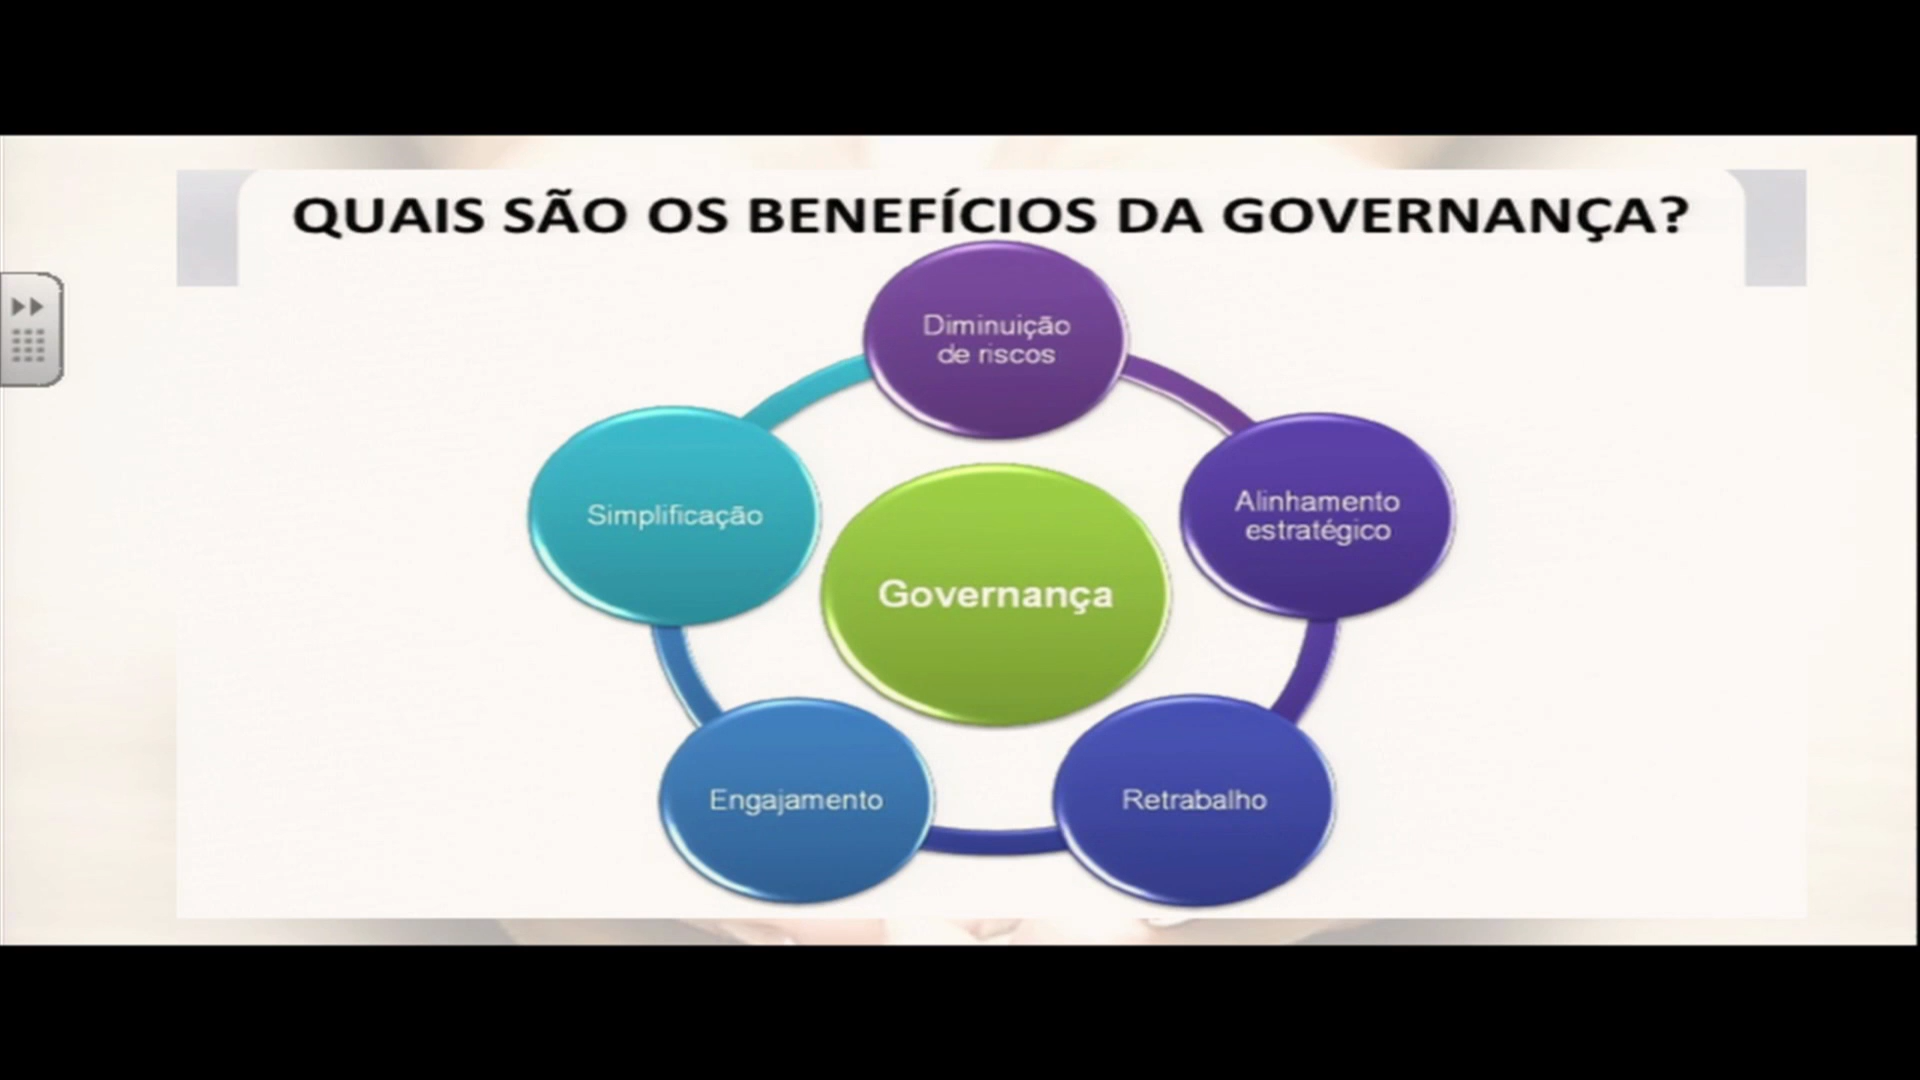 QUAIS SÃO OS BENEFÍCIOS DA GOVERNANÇA?
Diminuição
de riscos
Alinhamento
estratégico
Simplificação
Governança
Engajamento
Retrabalho